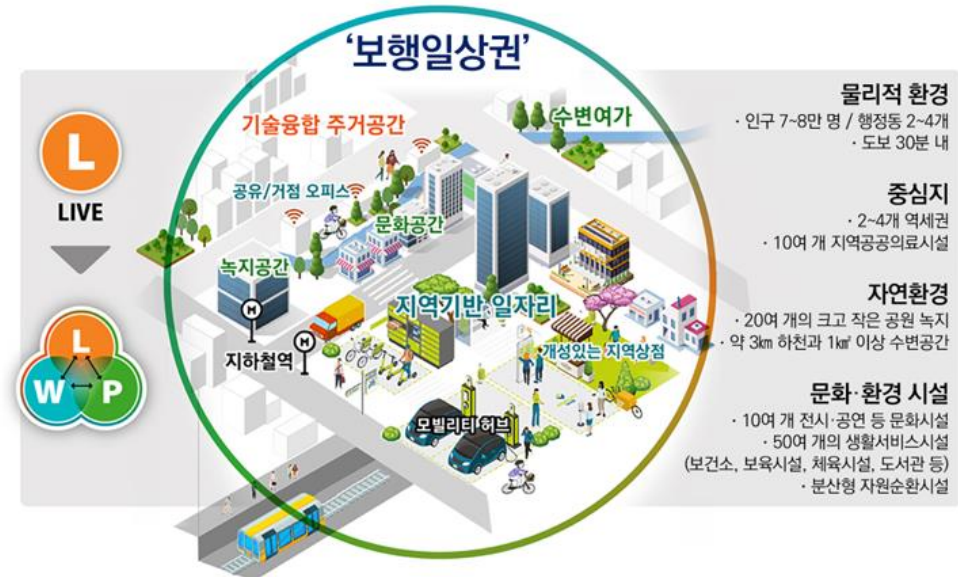 '보행일상권'
L
LIVE
L
W P
기술융합 주거공간
수변여가
공유/거점 오피스
문화공간
녹지공간
M
지하철역
M
지역기반 일자리
개성있는 지역상점
모빌리티 허브
물리적 환경
· 인구 7~8만 명 / 행정동 2~4개
· 도보 30분 내
중심지
· 2~4개 역세권
· 10여 개 지역공공의료시설
자연환경
· 20여 개의 크고 작은 공원 녹지
· 약 3km 하천과 1㎢ 이상 수변공간
문화·환경 시설
· 10여 개 전시·공연 등 문화시설
· 50여 개의 생활서비스시설
(보건소, 보육시설, 체육시설, 도서관 등)
· 분산형 자원순환시설